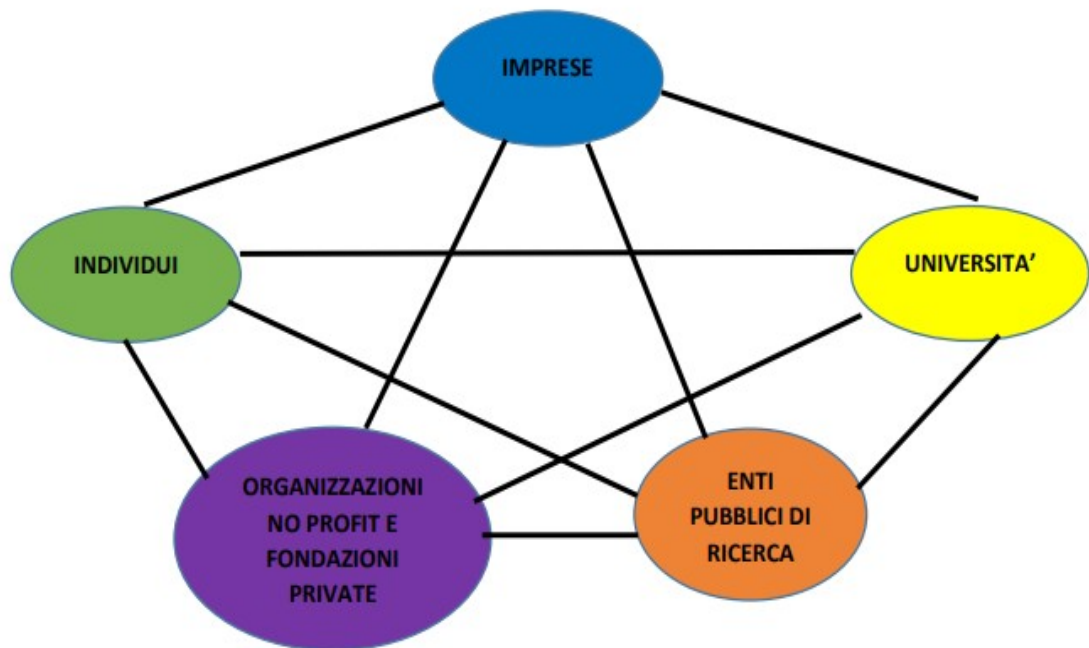 IMPRESE
INDIVIDUI
UNIVERSITA’
ORGANIZZAZIONI
NO PROFIT E
FONDAZIONI
PRIVATE
ENTI
PUBBLICI DI
RICERCA